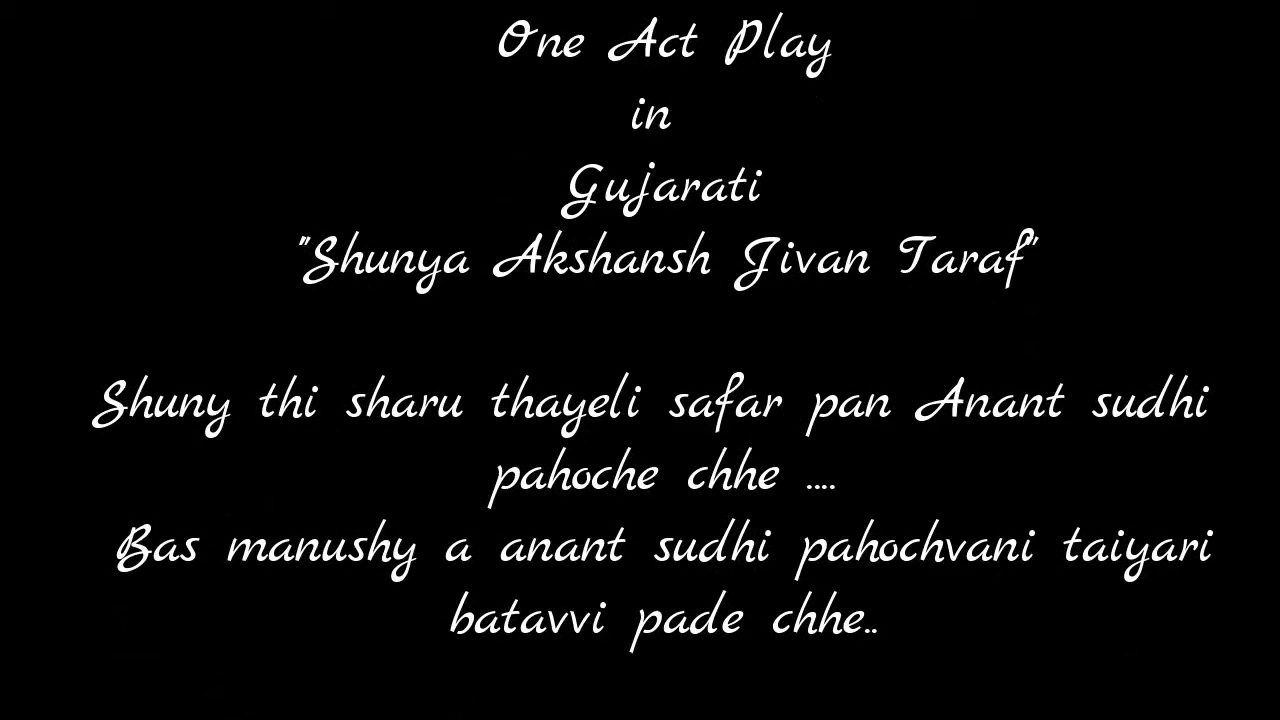 One Act Play
in
Gujarati
"Shunya Akshansh Jivan Taraf"
Shuny thi sharu thayeli safar pan Anant sudhi
pahoche chhe ....
Bas manushy a anant sudhi pahochvani taiyari
batavvi pade chhe..